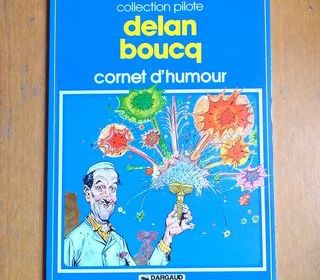 collection pilote
delan
boucq
cornet d'humour
DARGAUD